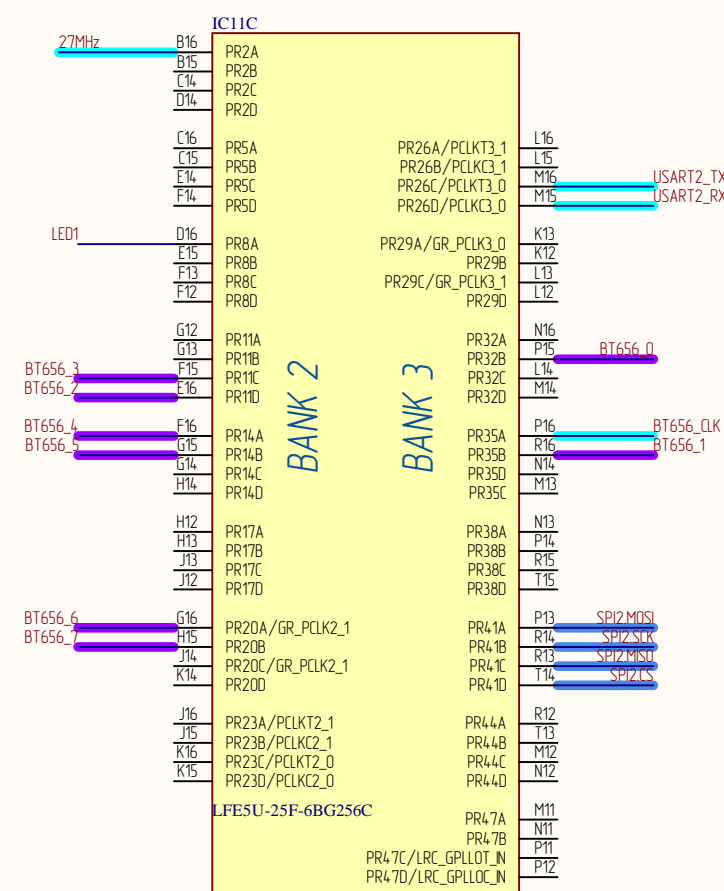 IC11C
27MHz B16 PR2A
B15 PR2B
C14 PR2C
D14 PR2D
C16 PR5A PR26A/PCLKT3_1 L16
C15 PR5B PR26B/PCLKC3_1 L15
E14 PR5C PR26C/PCLKT3_0 M16 USART2_TX
F14 PR5D PR26D/PCLKC3_0 M15 USART2_RX
LED1 D16 PR8A PR29A/GR_PCLK3_0 K13
E15 PR8B PR29B K12
F13 PR8C PR29C/GR_PCLK3_1 L13
F12 PR8D PR29D L12
G12 PR11A PR32A N16
G13 PR11B PR32B P15 BT656_0
BT656_3 F15 PR11C PR32C L14
BT656_2 E16 PR11D PR32D M14
BANK 2 BANK 3
BT656_4 F16 PR14A PR35A P16 BT656_CLK
BT656_5 G15 PR14B PR35B R16 BT656_1
G14 PR14C PR35D N14
H14 PR14D PR35C M13
H12 PR17A PR38A N13
H13 PR17B PR38B P14
J13 PR17C PR38C R15
J12 PR17D PR38D T15
BT656_6 G16 PR20A/GR_PCLK2_1 PR41A P13 SPI2.MOSI
BT656_7 H15 PR20B PR41B R14 SPI2.SCK
J14 PR20C/GR_PCLK2_1 PR41C R13 SPI2.MISO
K14 PR20D PR41D T14 SPI2.CS
J16 PR23A/PCLKT2_1 PR44A R12
J15 PR23B/PCLKC2_1 PR44B T13
K16 PR23C/PCLKT2_0 PR44C M12
K15 PR23D/PCLKC2_0 PR44D N12
LFE5U-25F-6BG256C
PR47A M11
PR47B N11
PR47C/LRC_GPLL0T_IN P11
PR47D/LRC_GPLL0C_IN P12